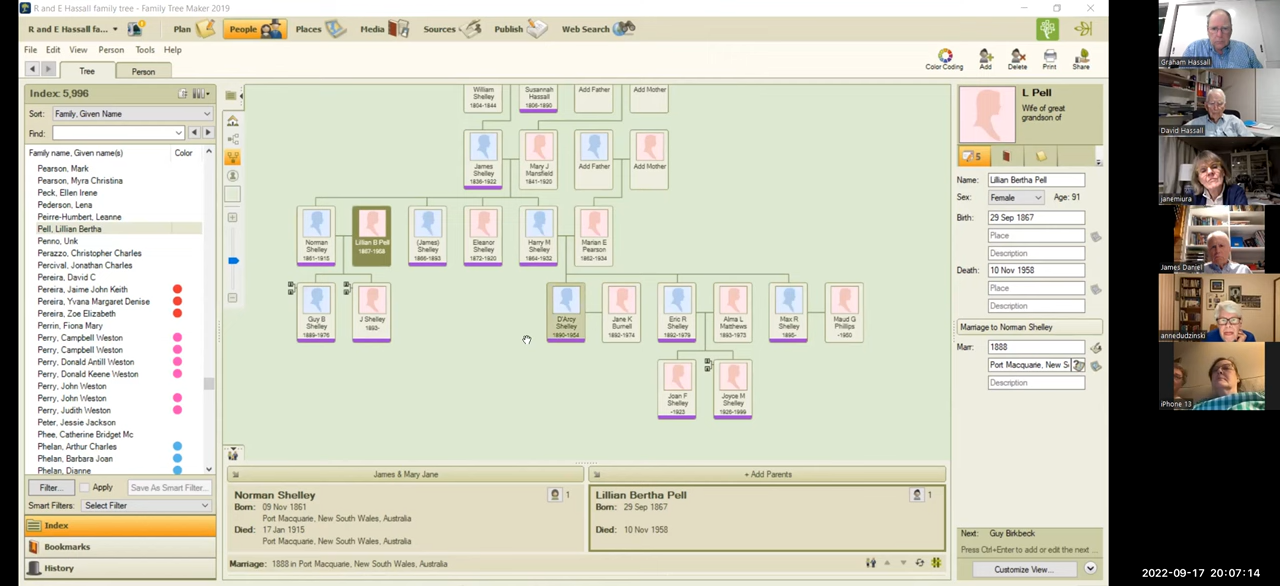 R and E Hassall family tree - Family Tree Maker 2019
R and E Hassall fa...
Plan
People
Places
Media
Sources
Publish
Web Search
File Edit View Person Tools Help
Color Coding
Add
Delete
Print
Share
Tree
Person
Index: 5,996
Sort: Family, Given Name
Find:
Family name, Given name(s) Color
Pearson, Mark
Pearson, Myra Christina
Peck, Ellen Irene
Pederson, Lena
Peirre-Humbert, Leanne
Pell, Lillian Bertha
Penno, Unk
Perazzo, Christopher Charles
Percival, Jonathan Charles
Pereira, David C
Pereira, Jaime John Keith
Pereira, Yvana Margaret Denise
Pereira, Zoe Elizabeth
Perrin, Fiona Mary
Perry, Campbell Weston
Perry, Campbell Weston
Perry, Donald Antill Weston
Perry, Donald Keene Weston
Perry, John Weston
Perry, John Weston
Perry, Judith Weston
Peter, Jessie Jackson
Phee, Catherine Bridget Mc
Phelan, Arthur Charles
Phelan, Barbara Joan
Phelan, Dianne
Filter...
Apply
Save As Smart Filter...
Smart Filters: Select Filter
Index
Bookmarks
History
William Shelley 1804-1844
Susannah Hassall 1806-1890
Add Father
Add Mother
James Shelley 1836-1922
Mary J Mansfield 1841-1920
Add Father
Add Mother
Norman Shelley 1861-1915
Lillian B Pell 1867-1958
(James) Shelley 1866-1893
Eleanor Shelley 1872-1920
Harry M Shelley 1864-1932
Marian E Pearson 1862-1934
Guy B Shelley 1889-1976
J Shelley 1893-
D'Arcy Shelley 1890-1954
Jane K Burnell 1892-1974
Eric R Shelley 1892-1979
Alma L Matthews 1893-1973
Max R Shelley 1895-
Maud G Phillips -1960
Joan F Shelley -1923
Joyce M Shelley 1926-1999
James & Mary Jane
+ Add Parents
Norman Shelley
1
Born: 09 Nov 1861
Port Macquarie, New South Wales, Australia
Died: 17 Jan 1915
Port Macquarie, New South Wales, Australia
Lillian Bertha Pell
1
Born: 29 Sep 1867
Died: 10 Nov 1958
Marriage: 1888 in Port Macquarie, New South Wales, Australia
L Pell
Wife of great grandson of
5
Name: Lillian Bertha Pell
Sex: Female Age: 91
Birth: 29 Sep 1867
Place
Description
Death: 10 Nov 1958
Place
Description
Marriage to Norman Shelley
Marr: 1888
Port Macquarie, New S
Description
Next: Guy Birkbeck
Press Ctrl+Enter to add or edit the next ...
Customize View...
Graham Hassall
David Hassall
janemiura
James Daniel
annedudzinski
iPhone 13
2022-09-17 20:07:14